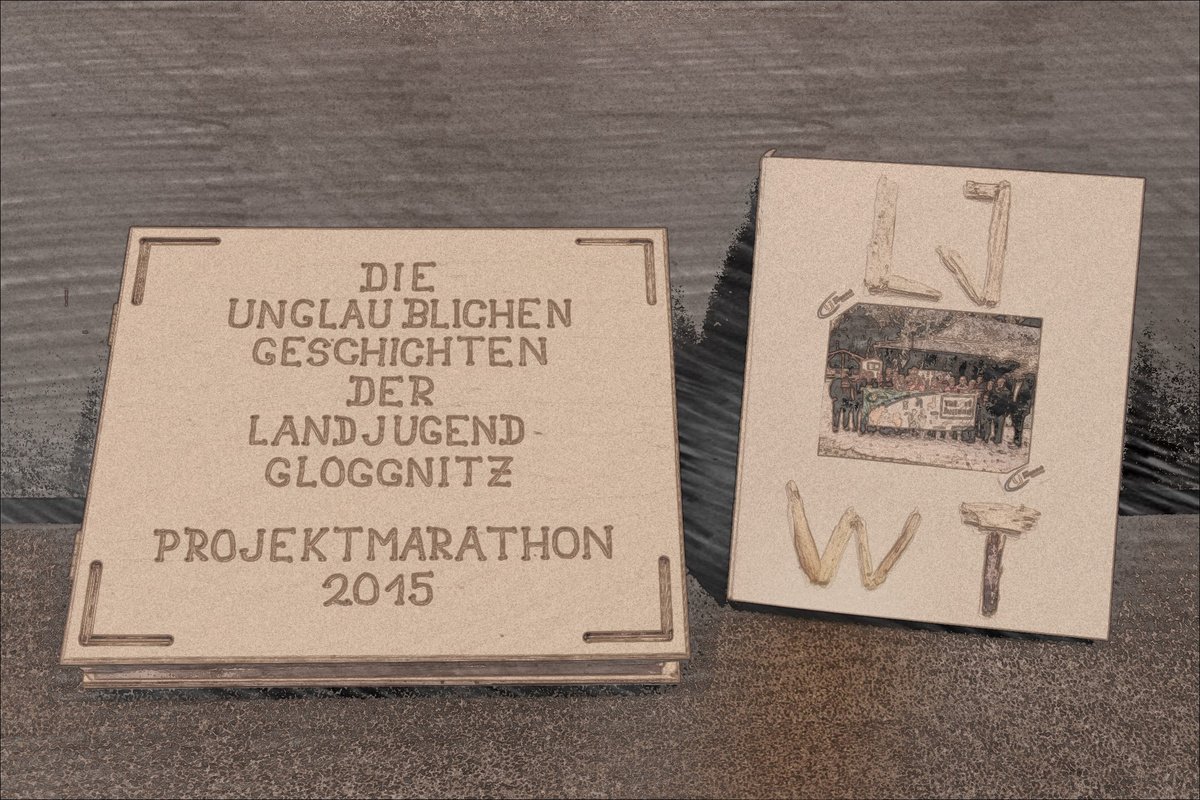 DIE
UNGLAUBLICHEN
GESCHICHTEN
DER
LANDJUGEND
GLOGGNITZ
PROJEKTMARATHON
2015
LJ
WT